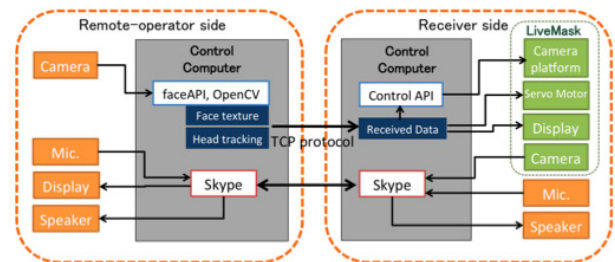 Remote-operator side
Receiver side
Control
Computer
Control
Computer
LiveMask
Camera
faceAPI, OpenCV
Face texture
Head tracking
TCP protocol
Control API
Received Data
Camera
platform
Servo Motor
Display
Camera
Mic.
Display
Speaker
Skype
Skype
Mic.
Speaker